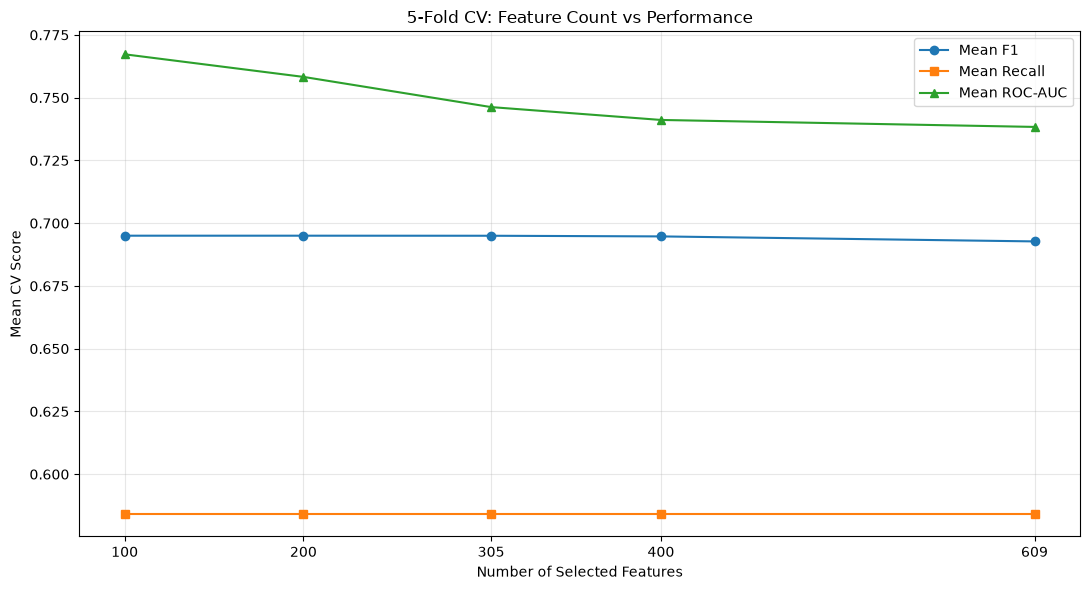 5-Fold CV: Feature Count vs Performance
Mean F1
Mean Recall
Mean ROC-AUC
0.775
0.750
0.725
0.700
0.675
0.650
0.625
0.600
Mean CV Score
100 200 305 400 609
Number of Selected Features